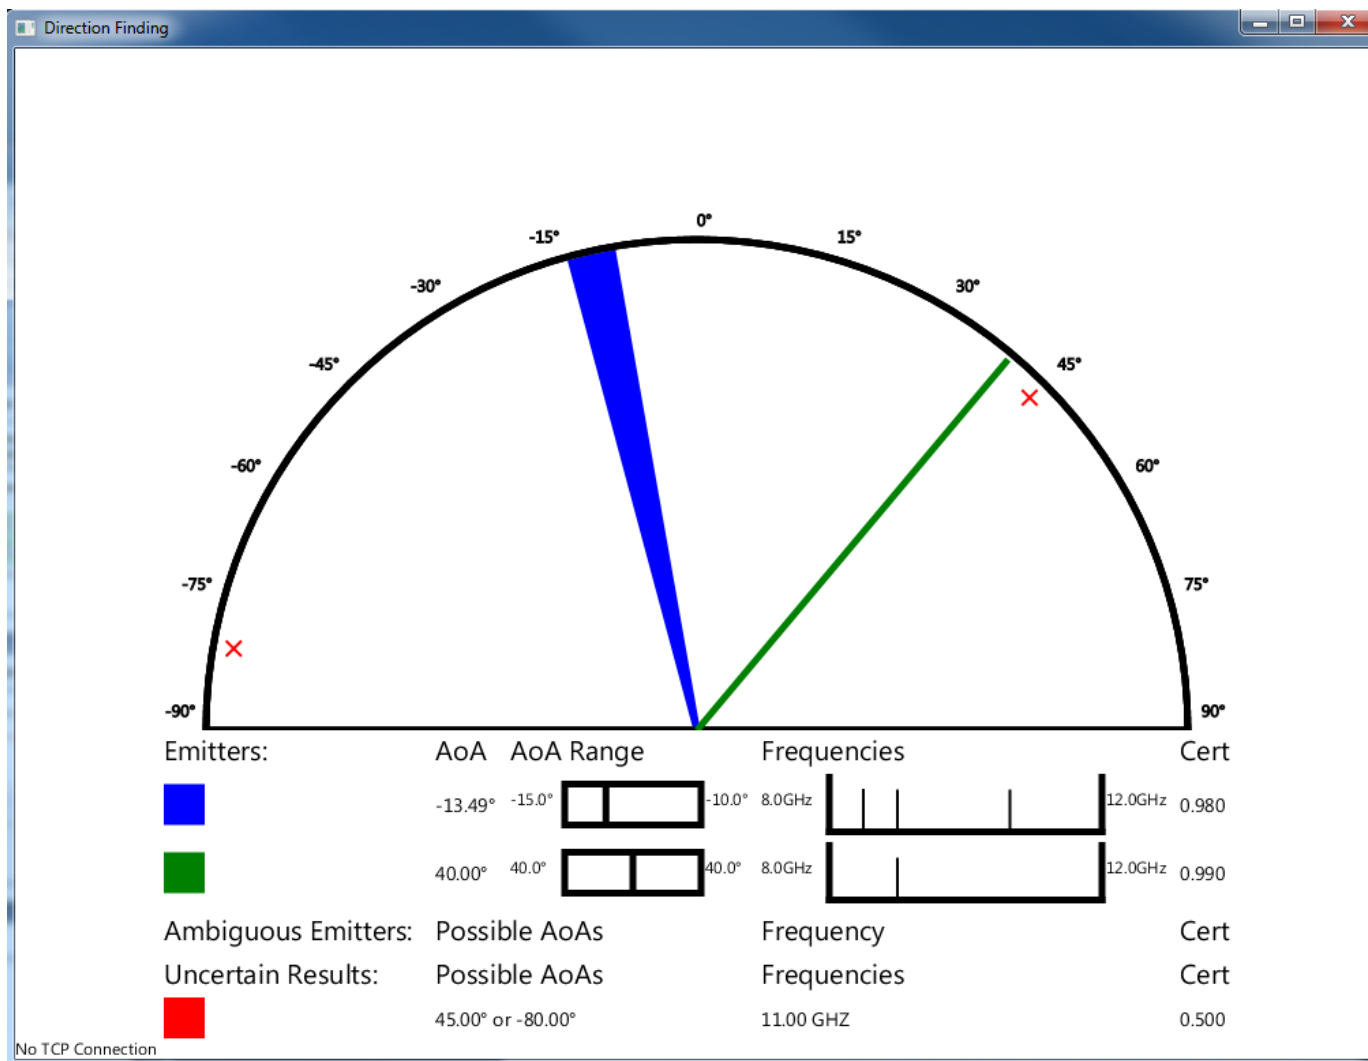 Direction Finding
0°
-15° 15°
-30° 30°
-45° 45°
-60° 60°
-75° 75°
-90° 90°
Emitters: AoA AoA Range Frequencies Cert
-13.49° -15.0° -10.0° 8.0GHz 12.0GHz 0.980
40.00° 40.0° 40.0° 8.0GHz 12.0GHz 0.990
Ambiguous Emitters: Possible AoAs Frequency Cert
Uncertain Results: Possible AoAs Frequencies Cert
45.00° or -80.00° 11.00 GHZ 0.500
No TCP Connection